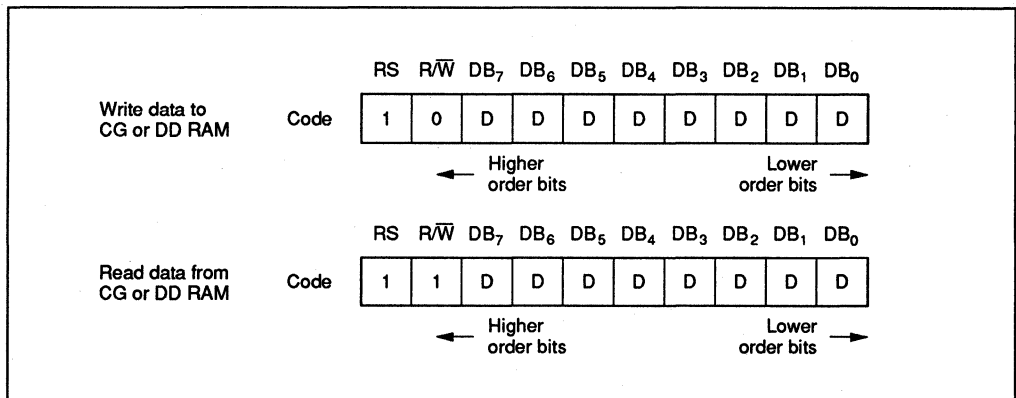 RS R/W̅ DB₇ DB₆ DB₅ DB₄ DB₃ DB₂ DB₁ DB₀
Write data to
CG or DD RAM
Code 1 0 D D D D D D D D
Higher
order bits
Lower
order bits
RS R/W̅ DB₇ DB₆ DB₅ DB₄ DB₃ DB₂ DB₁ DB₀
Read data from
CG or DD RAM
Code 1 1 D D D D D D D D
Higher
order bits
Lower
order bits